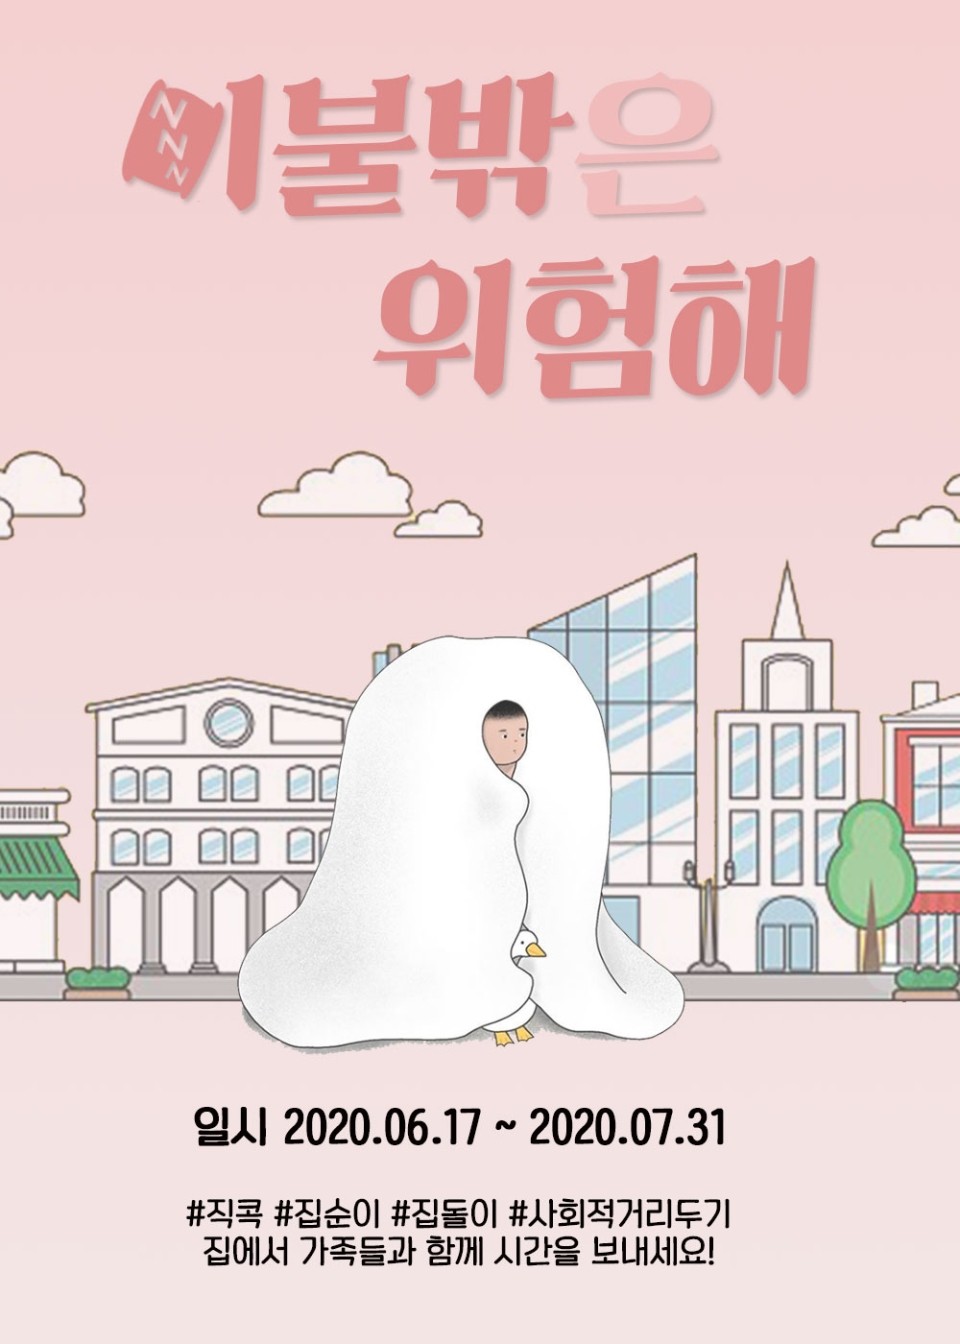 이불밖은
위험해
일시 2020.06.17 ~ 2020.07.31
#직콕 #집순이 #집돌이 #사회적거리두기
집에서 가족들과 함께 시간을 보내세요!